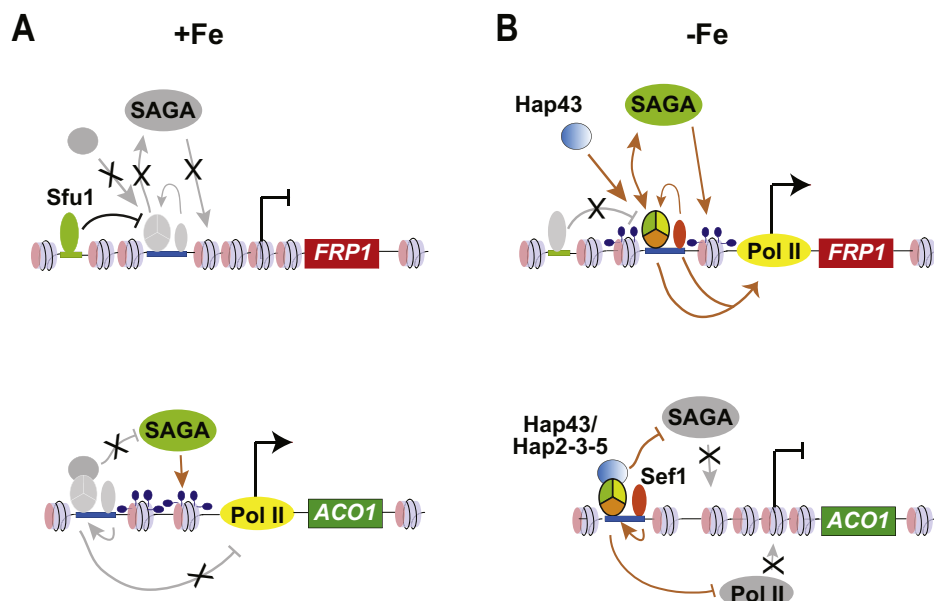 A
+Fe
SAGA
X
X
X
Sfu1
FRP1
SAGA
X
Pol II
ACO1
X
B
-Fe
Hap43
SAGA
X
Pol II
FRP1
Hap43/
Hap2-3-5
SAGA
X
Sef1
ACO1
X
Pol II